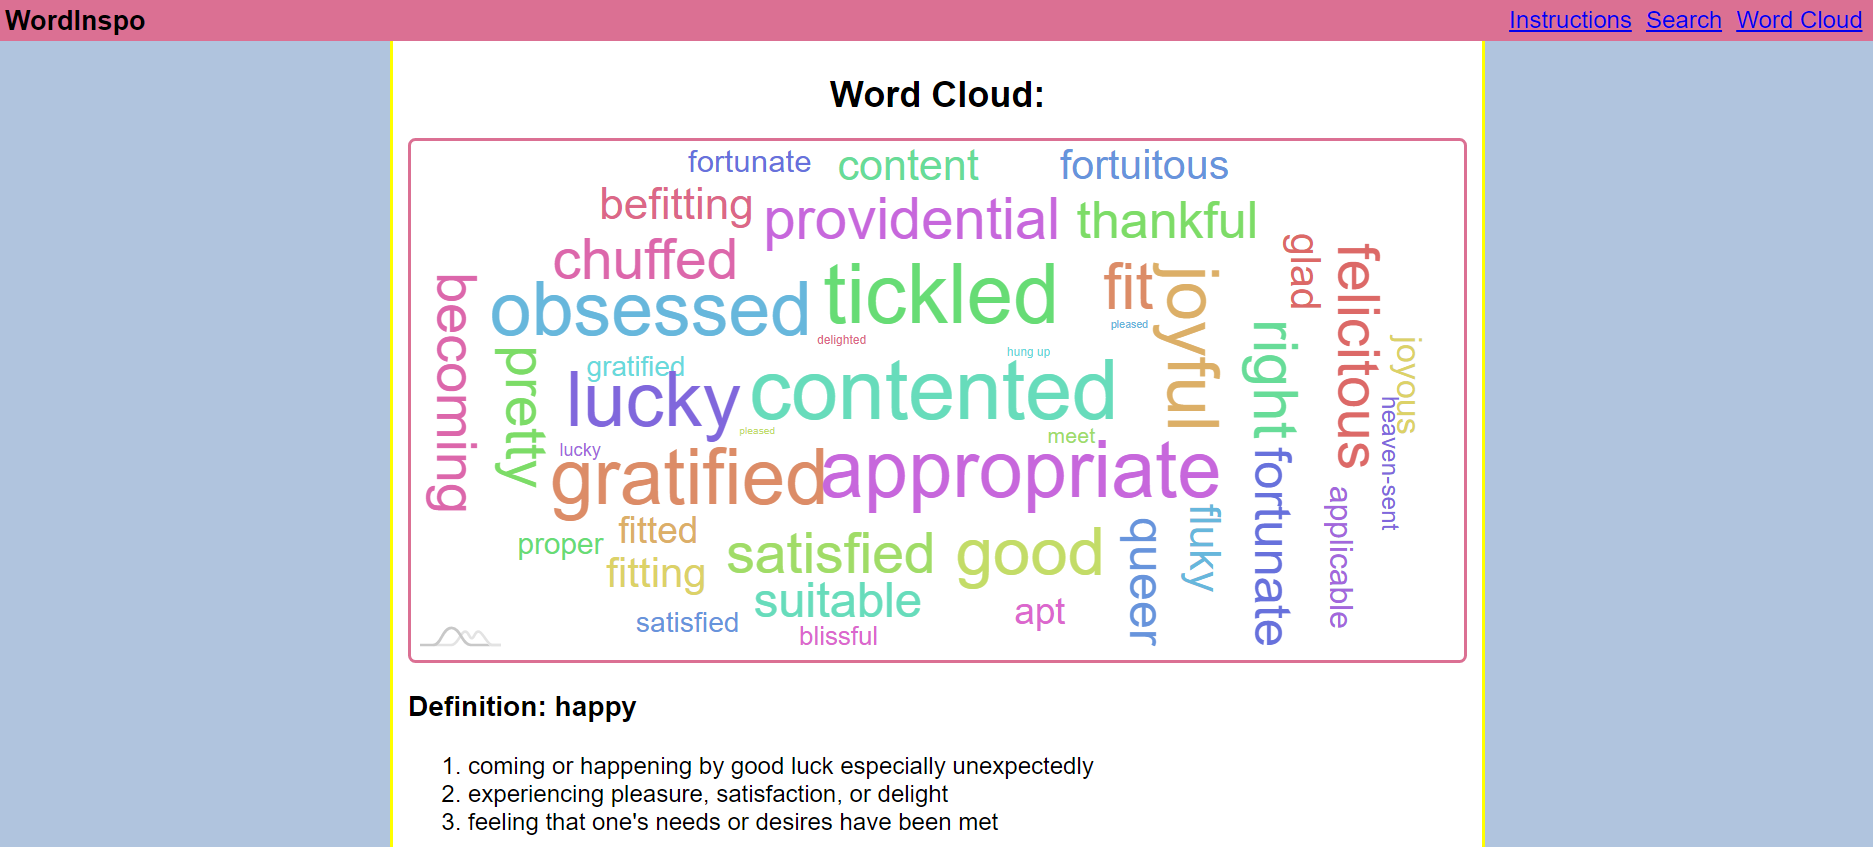 WordInspo
Instructions Search Word Cloud
Word Cloud:
fortunate content fortuitous
befitting providential thankful
chuffed
obsessed tickled fit joyful glad felicitous
becoming
pleased
delighted
hung up
right
joyous
pretty
gratified
lucky contented
heaven-sent
pleased
meet
lucky
gratified appropriate
fortunate
applicable
fluky
queer
proper fitted
satisfied good
fitting
suitable
apt
satisfied
blissful
Definition: happy
1. coming or happening by good luck especially unexpectedly
2. experiencing pleasure, satisfaction, or delight
3. feeling that one's needs or desires have been met